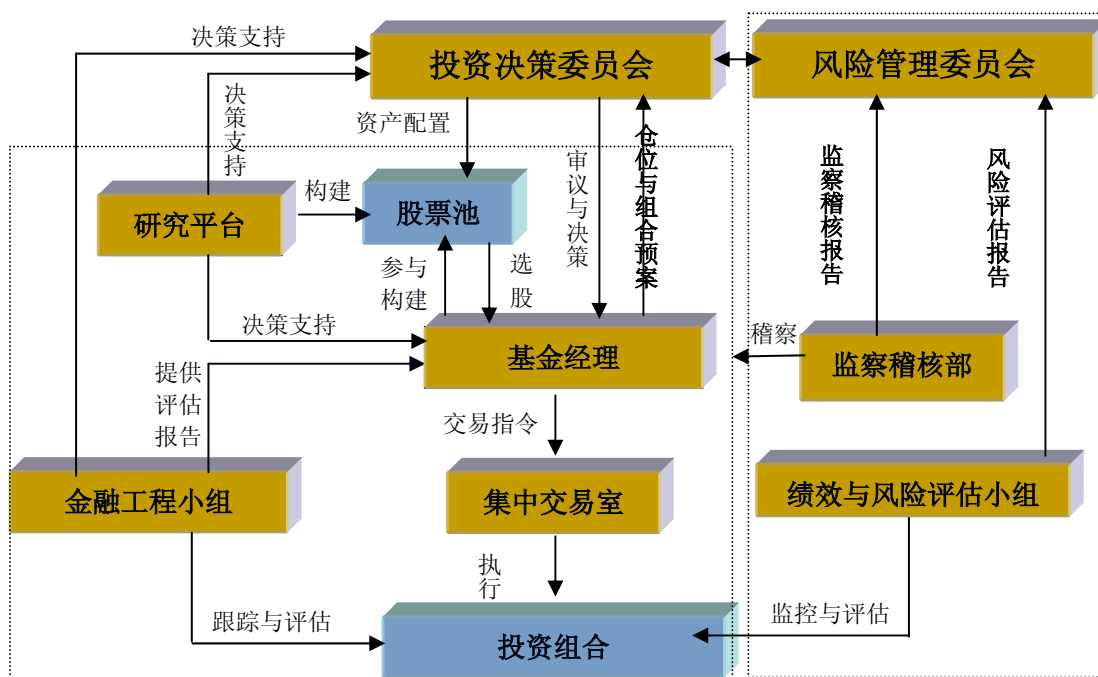 决策支持
投资决策委员会
风险管理委员会
决策支持
资产配置
审议与决策
仓位与组合预案
监察稽核报告
风险评估报告
研究平台
构建
股票池
参与
构建
选股
决策支持
基金经理
稽察
监察稽核部
提供
评估
报告
交易指令
金融工程小组
集中交易室
绩效与风险评估小组
执行
跟踪与评估
投资组合
监控与评估